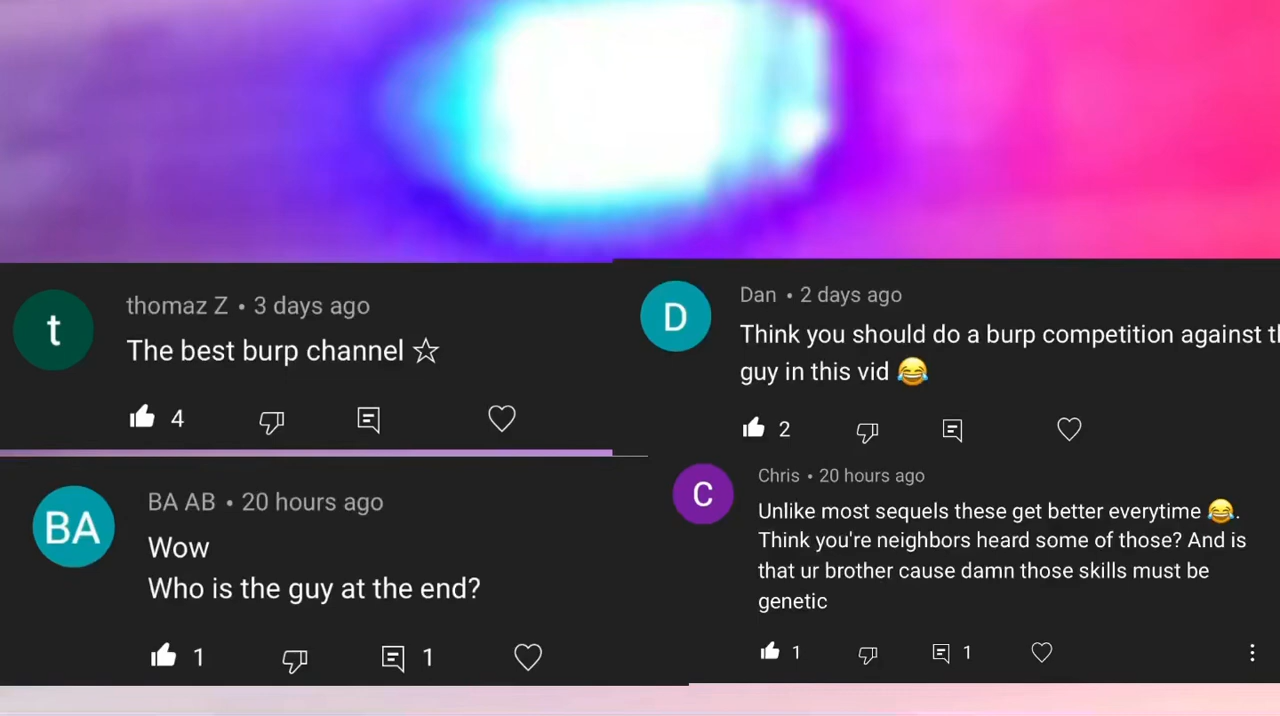 t
thomaz Z • 3 days ago
The best burp channel ☆
4
D
Dan • 2 days ago
Think you should do a burp competition against
guy in this vid 😂
2
BA
BA AB • 20 hours ago
Wow
Who is the guy at the end?
1
1
C
Chris • 20 hours ago
Unlike most sequels these get better everytime 😂.
Think you're neighbors heard some of those? And is
that ur brother cause damn those skills must be
genetic
1
1